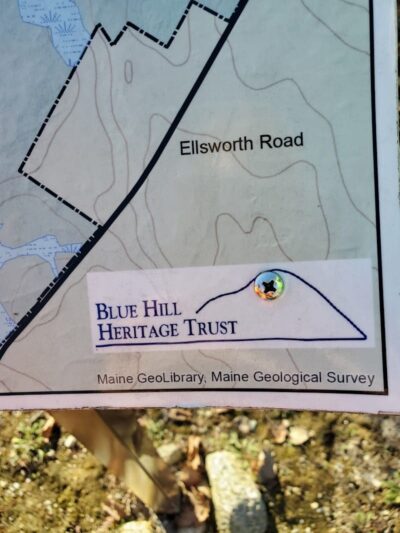 Ellsworth Road
BLUE HILL
HERITAGE TRUST
Maine GeoLibrary, Maine Geological Survey